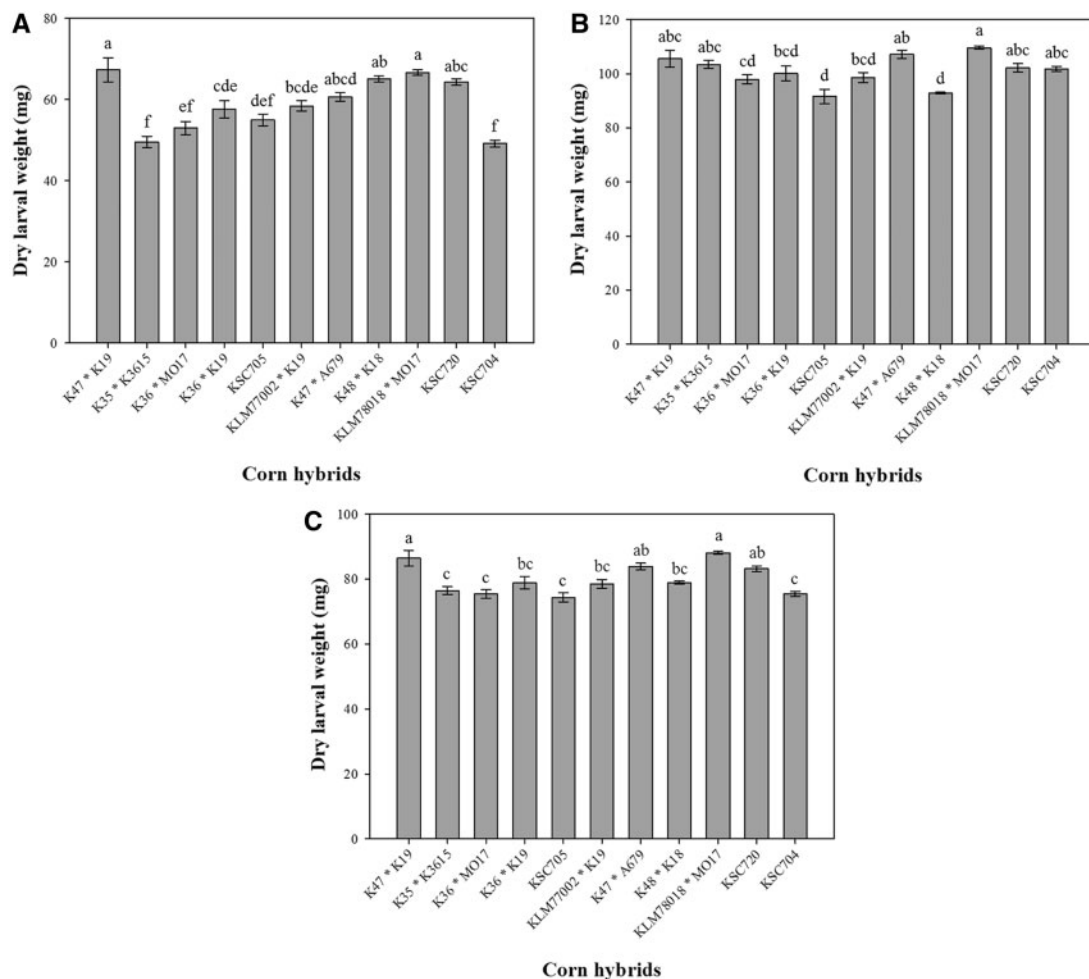 A
80
60
40
20
0
Dry larval weight (mg)
a
f
ef
cde
def
bcde
abcd
ab
a
abc
f
K47 * K19
K35 * K3615
K36 * MO17
K36 * K19
KSC705
KLM77002 * K19
K47 * A679
K48 * K18
KLM78018 * MO17
KSC720
KSC704
Corn hybrids
B
120
100
80
60
40
20
0
Dry larval weight (mg)
abc
abc
cd
bcd
d
bcd
ab
d
a
abc
abc
K47 * K19
K35 * K3615
K36 * MO17
K36 * K19
KSC705
KLM77002 * K19
K47 * A679
K48 * K18
KLM78018 * MO17
KSC720
KSC704
Corn hybrids
C
100
80
60
40
20
0
Dry larval weight (mg)
a
c
c
bc
c
bc
ab
bc
a
ab
c
K47 * K19
K35 * K3615
K36 * MO17
K36 * K19
KSC705
KLM77002 * K19
K47 * A679
K48 * K18
KLM78018 * MO17
KSC720
KSC704
Corn hybrids